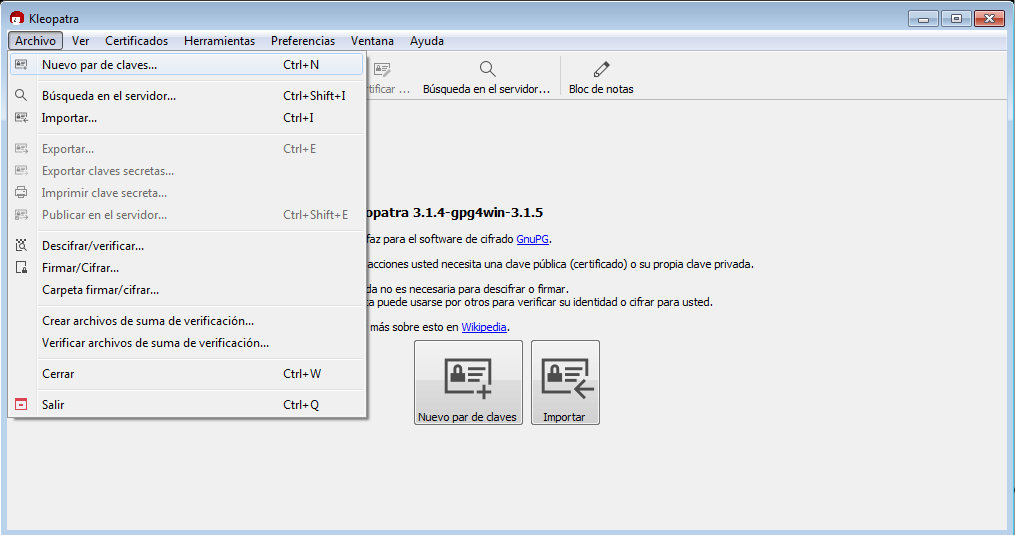 Kleopatra
Archivo Ver Certificados Herramientas Preferencias Ventana Ayuda
Nuevo par de claves... Ctrl+N
Búsqueda en el servidor... Ctrl+Shift+I
Importar... Ctrl+I
Exportar... Ctrl+E
Exportar claves secretas...
Imprimir clave secreta...
Publicar en el servidor... Ctrl+Shift+E
Descifrar/verificar...
Firmar/Cifrar...
Carpeta firmar/cifrar...
Crear archivos de suma de verificación...
Verificar archivos de suma de verificación...
Cerrar Ctrl+W
Salir Ctrl+Q
tificar ... Búsqueda en el servidor... Bloc de notas
opatra 3.1.4-gpg4win-3.1.5
faz para el software de cifrado GnuPG.
acciones usted necesita una clave pública (certificado) o su propia clave privada.
da no es necesaria para descifrar o firmar.
ca puede usarse por otros para verificar su identidad o cifrar para usted.
más sobre esto en Wikipedia.
Nuevo par de claves Importar